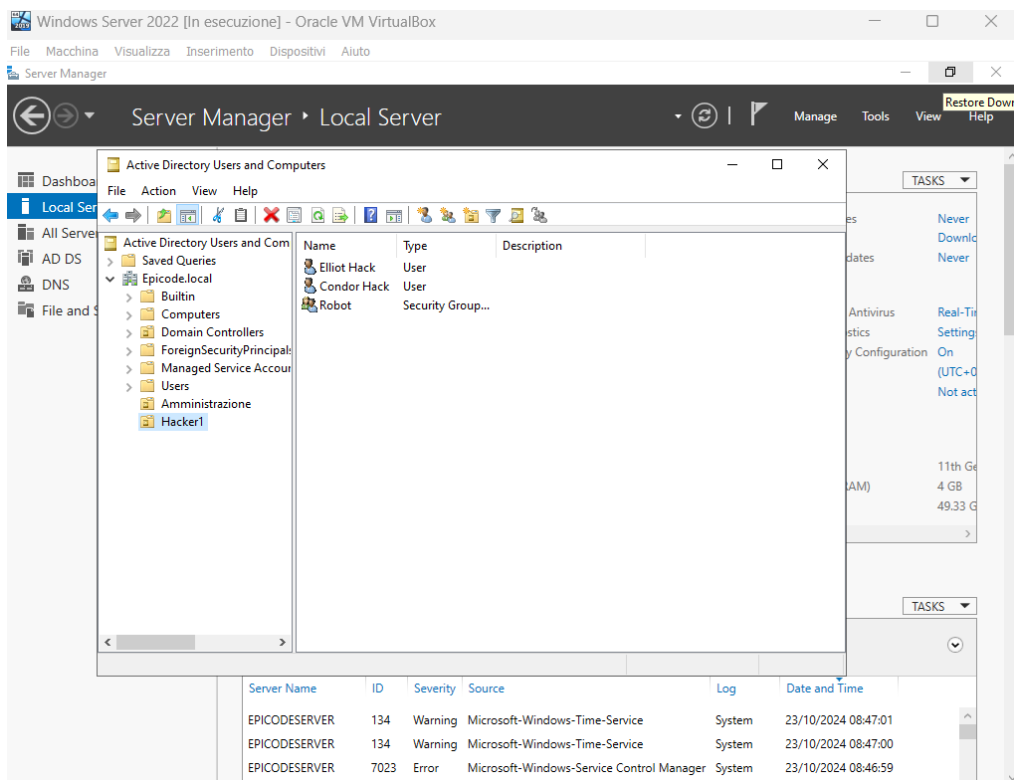 Windows Server 2022 [In esecuzione] - Oracle VM VirtualBox
File Macchina Visualizza Inserimento Dispositivi Aiuto
Server Manager
Restore Down
Server Manager Local Server
Manage Tools View Help
Active Directory Users and Computers
File Action View Help
Dashboa
Local Ser
All Server
AD DS
DNS
File and S
Active Directory Users and Com
Saved Queries
Epicode.local
Builtin
Computers
Domain Controllers
ForeignSecurityPrincipal:
Managed Service Accour
Users
Amministrazione
Hacker1
Name Type Description
Elliot Hack User
Condor Hack User
Robot Security Group...
TASKS
es Never
Downlc
dates Never
Antivirus Real-Tir
stics Setting:
y Configuration On
(UTC+0
Not act
11th Ge
RAM) 4 GB
49.33 G
TASKS
Server Name ID Severity Source Log Date and Time
EPICODESERVER 134 Warning Microsoft-Windows-Time-Service System 23/10/2024 08:47:01
EPICODESERVER 134 Warning Microsoft-Windows-Time-Service System 23/10/2024 08:47:00
EPICODESERVER 7023 Error Microsoft-Windows-Service Control Manager System 23/10/2024 08:46:59